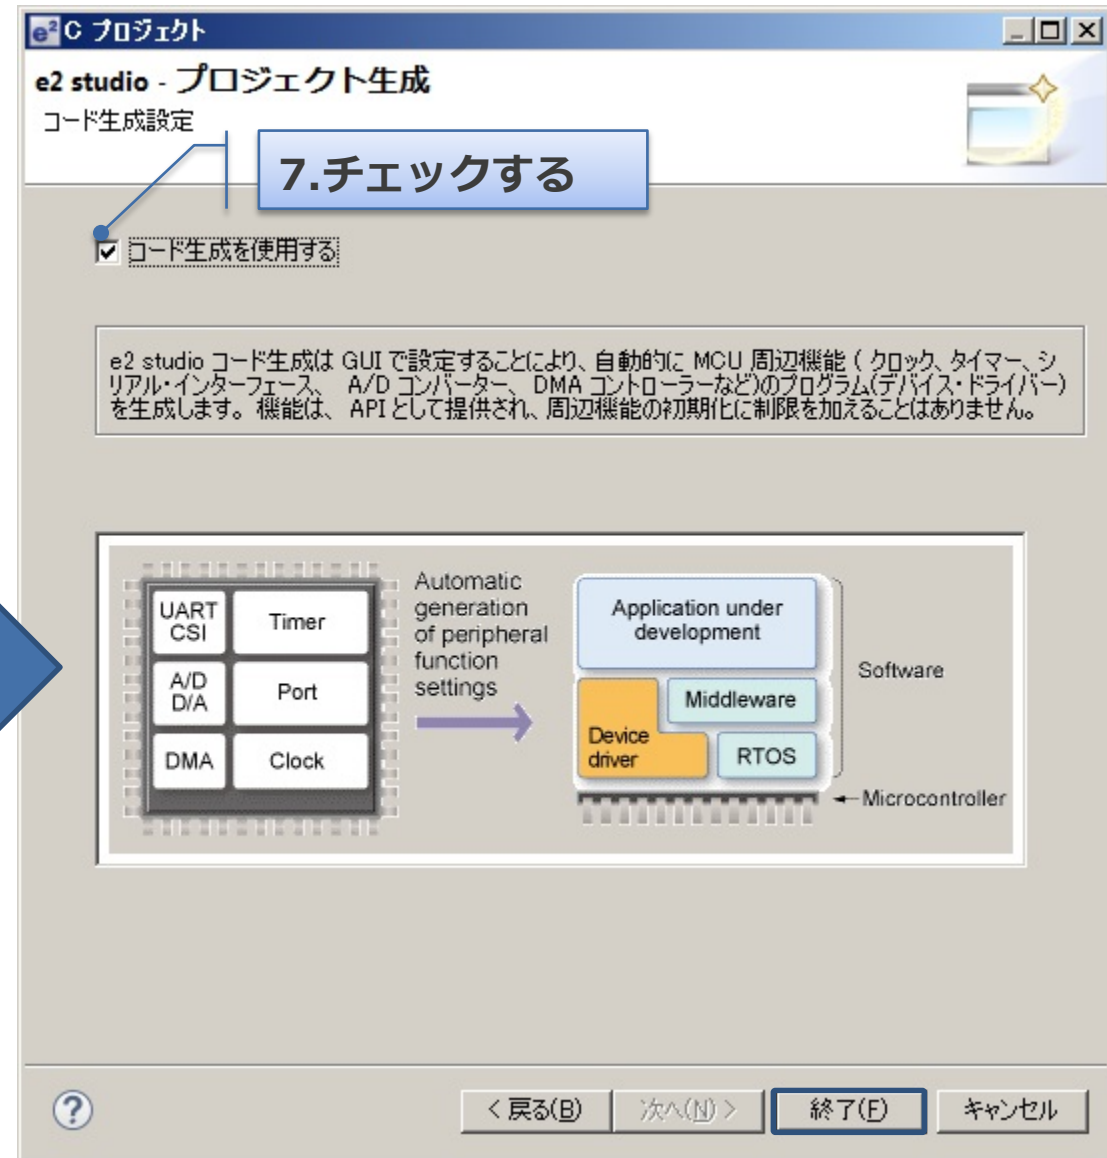 e² C プロジェクト
e2 studio - プロジェクト生成
コード生成設定
7.チェックする
コード生成を使用する
e2 studio コード生成は GUI で設定することにより、自動的に MCU 周辺機能 ( クロック、タイマー、シ
リアル・インターフェース、 A/D コンバーター、 DMA コントローラーなど)のプログラム(デバイス・ドライバー)
を生成します。 機能は、 API として提供され、周辺機能の初期化に制限を加えることはありません。
UART
CSI
Timer
A/D
D/A
Port
DMA
Clock
Automatic
generation
of peripheral
function
settings
Application under
development
Middleware
Device
driver
RTOS
Software
Microcontroller
?
< 戻る(B)
次へ(N) >
終了(F)
キャンセル